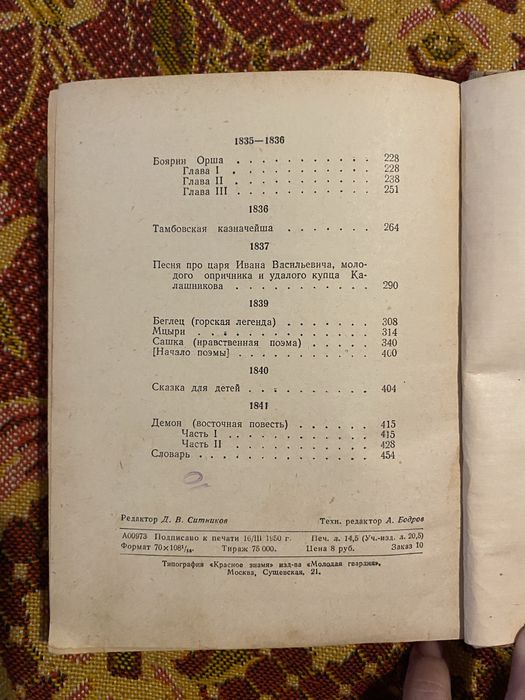 1835—1836
Боярин Орша . . . . . . . . . . . 228
Глава I . . . . . . . . . . . 228
Глава II . . . . . . . . . . 238
Глава III . . . . . . . . . . 251
1836
Тамбовская казначейша . . . . . . . 264
1837
Песня про царя Ивана Васильевича, моло-
дого опричника и удалого купца Ка-
лашникова . . . . . . . . . . . 290
1839
Беглец (горская легенда) . . . . . . . 308
Мцыри . . . . . . . . . . . . . 314
Сашка (нравственная поэма) . . . . . 340
[Начало поэмы] . . . . . . . . . . 400
1840
Сказка для детей . . . . . . . . . 404
1841
Демон (восточная повесть) . . . . . . 415
Часть I . . . . . . . . . . . 415
Часть II . . . . . . . . . . 428
Словарь . . . . . . . . . . . . . 454
Редактор Д. В. Ситников Техн. редактор А. Бодров
А00973 Подписано к печати 16/III 1950 г. Печ. л. 14,5 (Уч.-изд. л. 20,5)
Формат 70×108¹/₁₆. Тираж 75 000. Цена 8 руб. Заказ 10
Типография «Красное знамя» изд-ва «Молодая гвардия»,
Москва, Сущевская, 21.